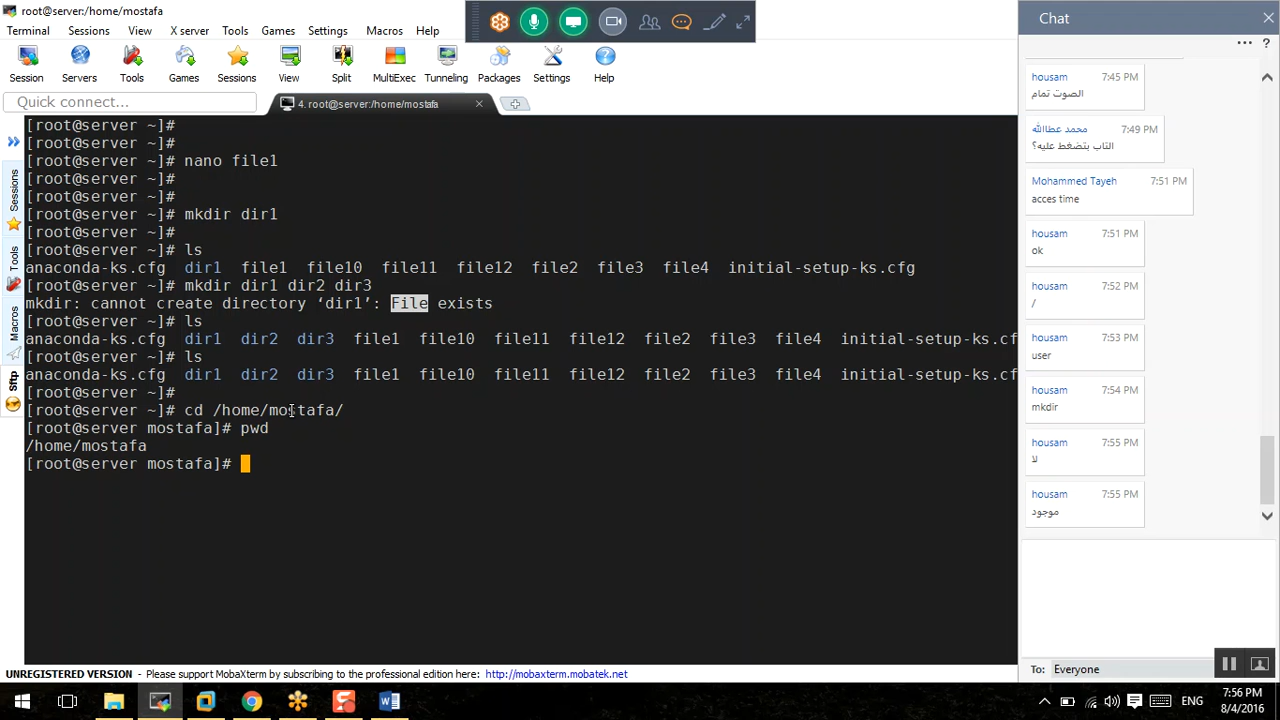 root@server:/home/mostafa
Terminal Sessions View X server Tools Games Settings Macros Help
Session Servers Tools Games Sessions View Split MultiExec Tunneling Packages Settings Help
Quick connect...
4. root@server:/home/mostafa
Sessions
Tools
Macros
Sftp
[root@server ~]#
[root@server ~]#
[root@server ~]# nano file1
[root@server ~]#
[root@server ~]#
[root@server ~]# mkdir dir1
[root@server ~]#
[root@server ~]# ls
anaconda-ks.cfg dir1 file1 file10 file11 file12 file2 file3 file4 initial-setup-ks.cfg
[root@server ~]# mkdir dir1 dir2 dir3
mkdir: cannot create directory ‘dir1’: File exists
[root@server ~]# ls
anaconda-ks.cfg dir1 dir2 dir3 file1 file10 file11 file12 file2 file3 file4 initial-setup-ks.cf
[root@server ~]# ls
anaconda-ks.cfg dir1 dir2 dir3 file1 file10 file11 file12 file2 file3 file4 initial-setup-ks.cf
[root@server ~]#
[root@server ~]# cd /home/mostafa/
[root@server mostafa]# pwd
/home/mostafa
[root@server mostafa]#
UNREGISTERED VERSION - Please support MobaXterm by subscribing to the professional edition here: http://mobaxterm.mobatek.net
Chat
housam 7:45 PM
الصوت تمام
محمد عطاالله 7:49 PM
التاب بتضغط عليه؟
Mohammed Tayeh 7:51 PM
acces time
housam 7:51 PM
ok
housam 7:52 PM
/
housam 7:53 PM
user
housam 7:54 PM
mkdir
housam 7:55 PM
لا
housam 7:55 PM
موجود
To: Everyone
ENG
7:56 PM
8/4/2016